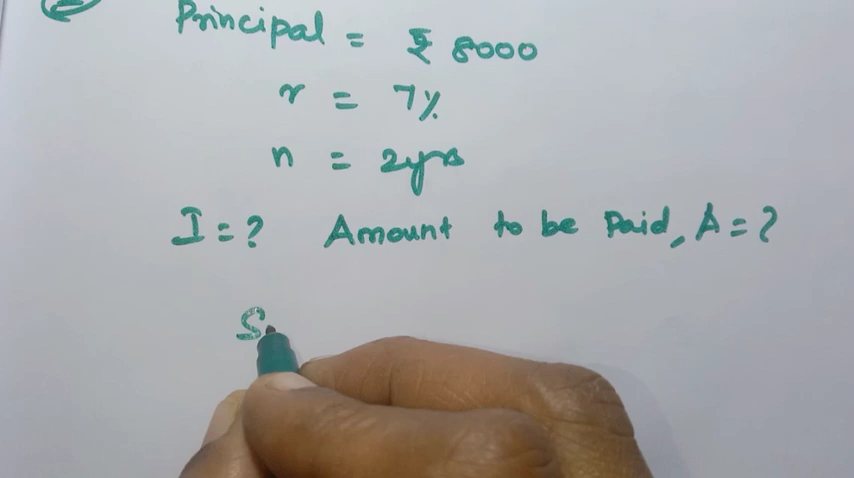 Principal = ₹ 8000
r = 7%
n = 2yrs
I = ? Amount to be Paid, A = ?
S